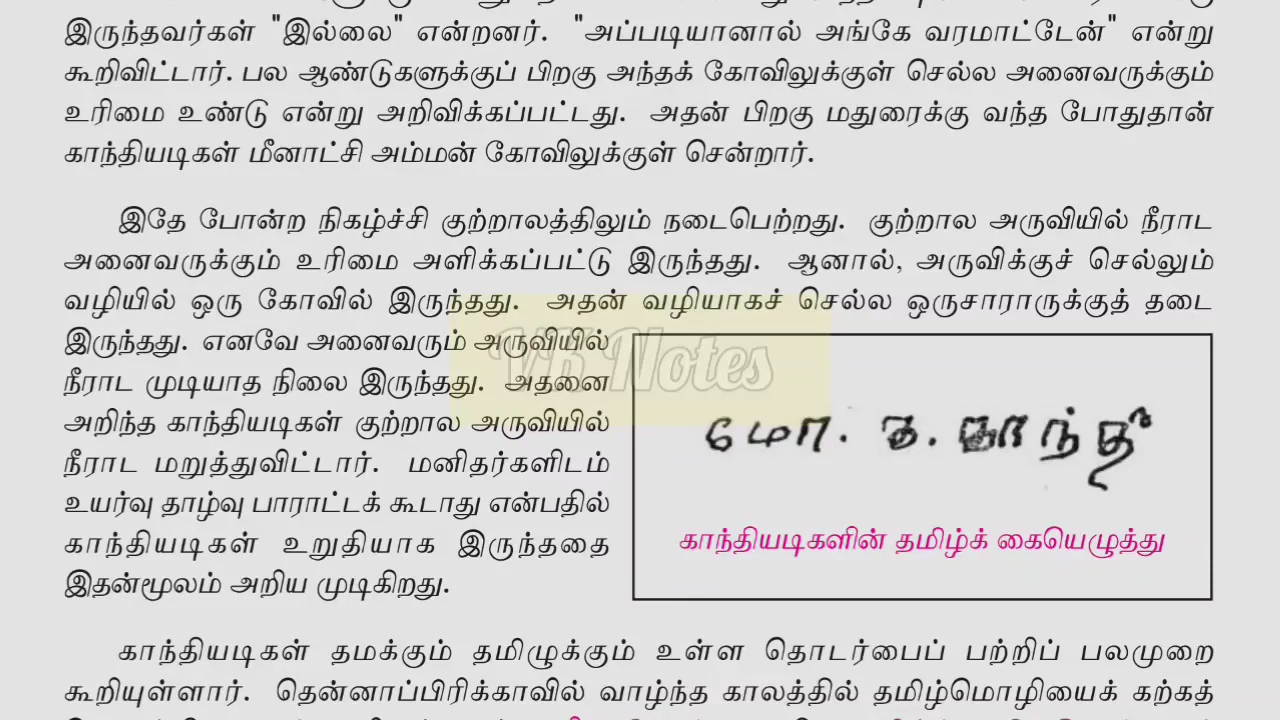 இருந்தவர்கள் "இல்லை" என்றனர். "அப்படியானால் அங்கே வரமாட்டேன்" என்று
கூறிவிட்டார். பல ஆண்டுகளுக்குப் பிறகு அந்தக் கோவிலுக்குள் செல்ல அனைவருக்கும்
உரிமை உண்டு என்று அறிவிக்கப்பட்டது. அதன் பிறகு மதுரைக்கு வந்த போதுதான்
காந்தியடிகள் மீனாட்சி அம்மன் கோவிலுக்குள் சென்றார்.
இதே போன்ற நிகழ்ச்சி குற்றாலத்திலும் நடைபெற்றது. குற்றால அருவியில் நீராட
அனைவருக்கும் உரிமை அளிக்கப்பட்டு இருந்தது. ஆனால், அருவிக்குச் செல்லும்
வழியில் ஒரு கோவில் இருந்தது. அதன் வழியாகச் செல்ல ஒருசாராருக்குத் தடை
இருந்தது. எனவே அனைவரும் அருவியில்
நீராட முடியாத நிலை இருந்தது. அதனை
அறிந்த காந்தியடிகள் குற்றால அருவியில்
நீராட மறுத்துவிட்டார். மனிதர்களிடம்
உயர்வு தாழ்வு பாராட்டக் கூடாது என்பதில்
காந்தியடிகள் உறுதியாக இருந்ததை
இதன்மூலம் அறிய முடிகிறது.
VK Notes
மோ. க. காந்தீ
காந்தியடிகளின் தமிழ்க் கையெழுத்து
காந்தியடிகள் தமக்கும் தமிழுக்கும் உள்ள தொடர்பைப் பற்றிப் பலமுறை
கூறியுள்ளார். தென்னாப்பிரிக்காவில் வாழ்ந்த காலத்தில் தமிழ்மொழியைக் கற்கத்